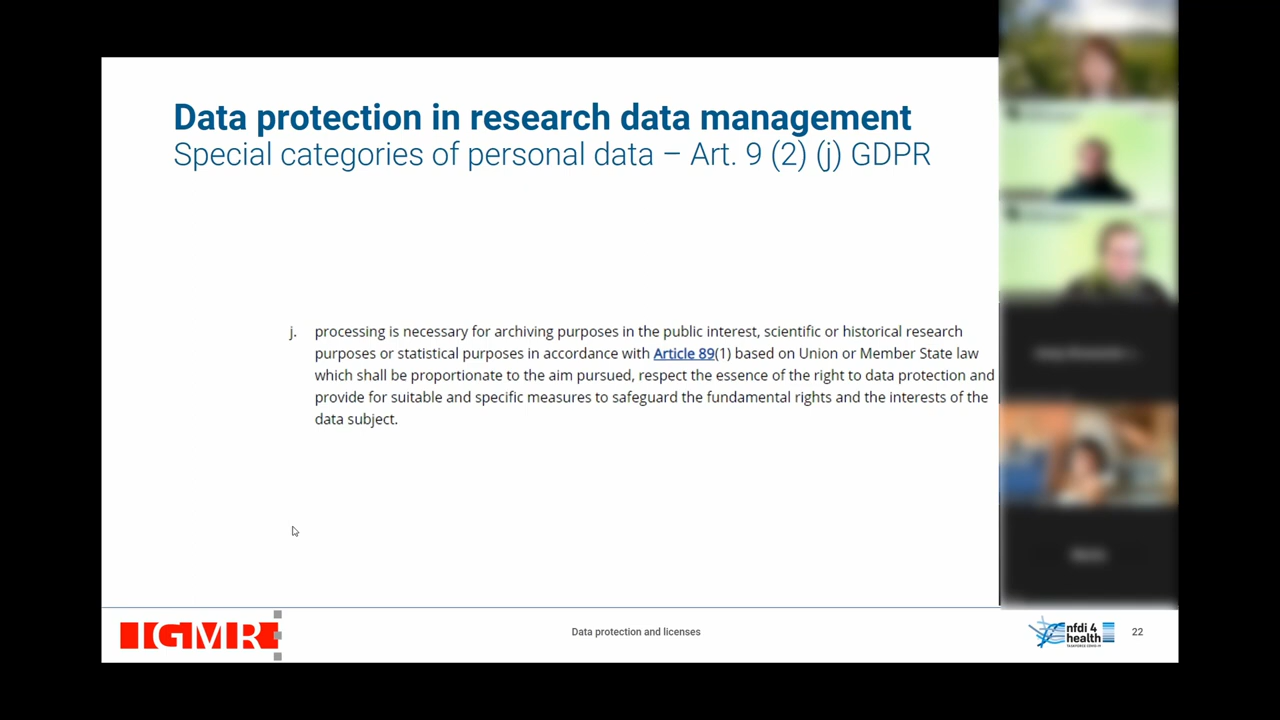 Data protection in research data management
Special categories of personal data – Art. 9 (2) (j) GDPR
j. processing is necessary for archiving purposes in the public interest, scientific or historical research
purposes or statistical purposes in accordance with Article 89(1) based on Union or Member State law
which shall be proportionate to the aim pursued, respect the essence of the right to data protection and
provide for suitable and specific measures to safeguard the fundamental rights and the interests of the
data subject.
IGMR
Data protection and licenses
nfdi 4
health
TASKFORCE COVID-19
22